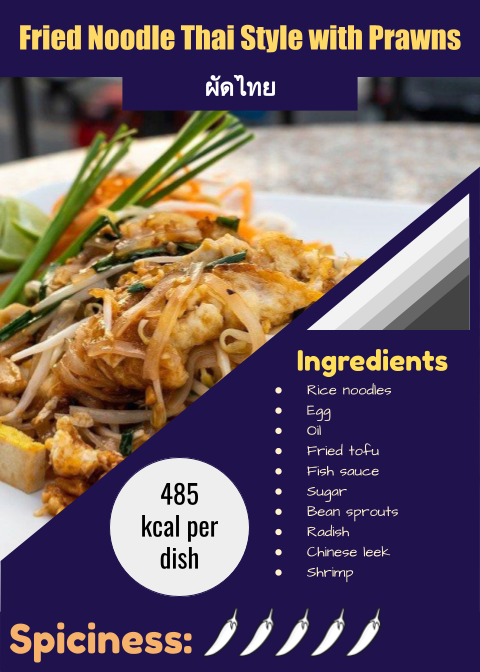 Fried Noodle Thai Style with Prawns
ผัดไทย
Ingredients
Rice noodles
Egg
Oil
Fried tofu
Fish sauce
Sugar
Bean sprouts
Radish
Chinese leek
Shrimp
485
kcal per
dish
Spiciness: